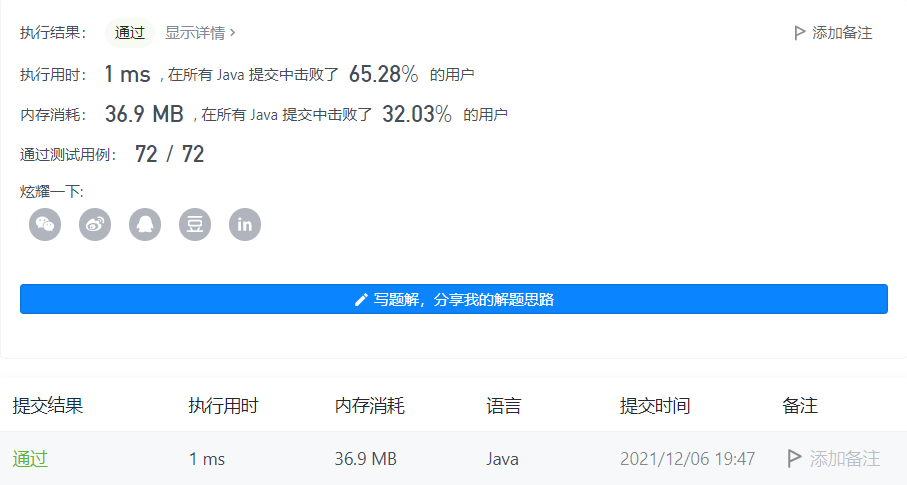 执行结果： 通过 显示详情 › 添加备注
执行用时： 1 ms , 在所有 Java 提交中击败了 65.28% 的用户
内存消耗： 36.9 MB , 在所有 Java 提交中击败了 32.03% 的用户
通过测试用例： 72 / 72
炫耀一下:
豆 in
写题解，分享我的解题思路
提交结果 执行用时 内存消耗 语言 提交时间 备注
通过 1 ms 36.9 MB Java 2021/12/06 19:47 添加备注